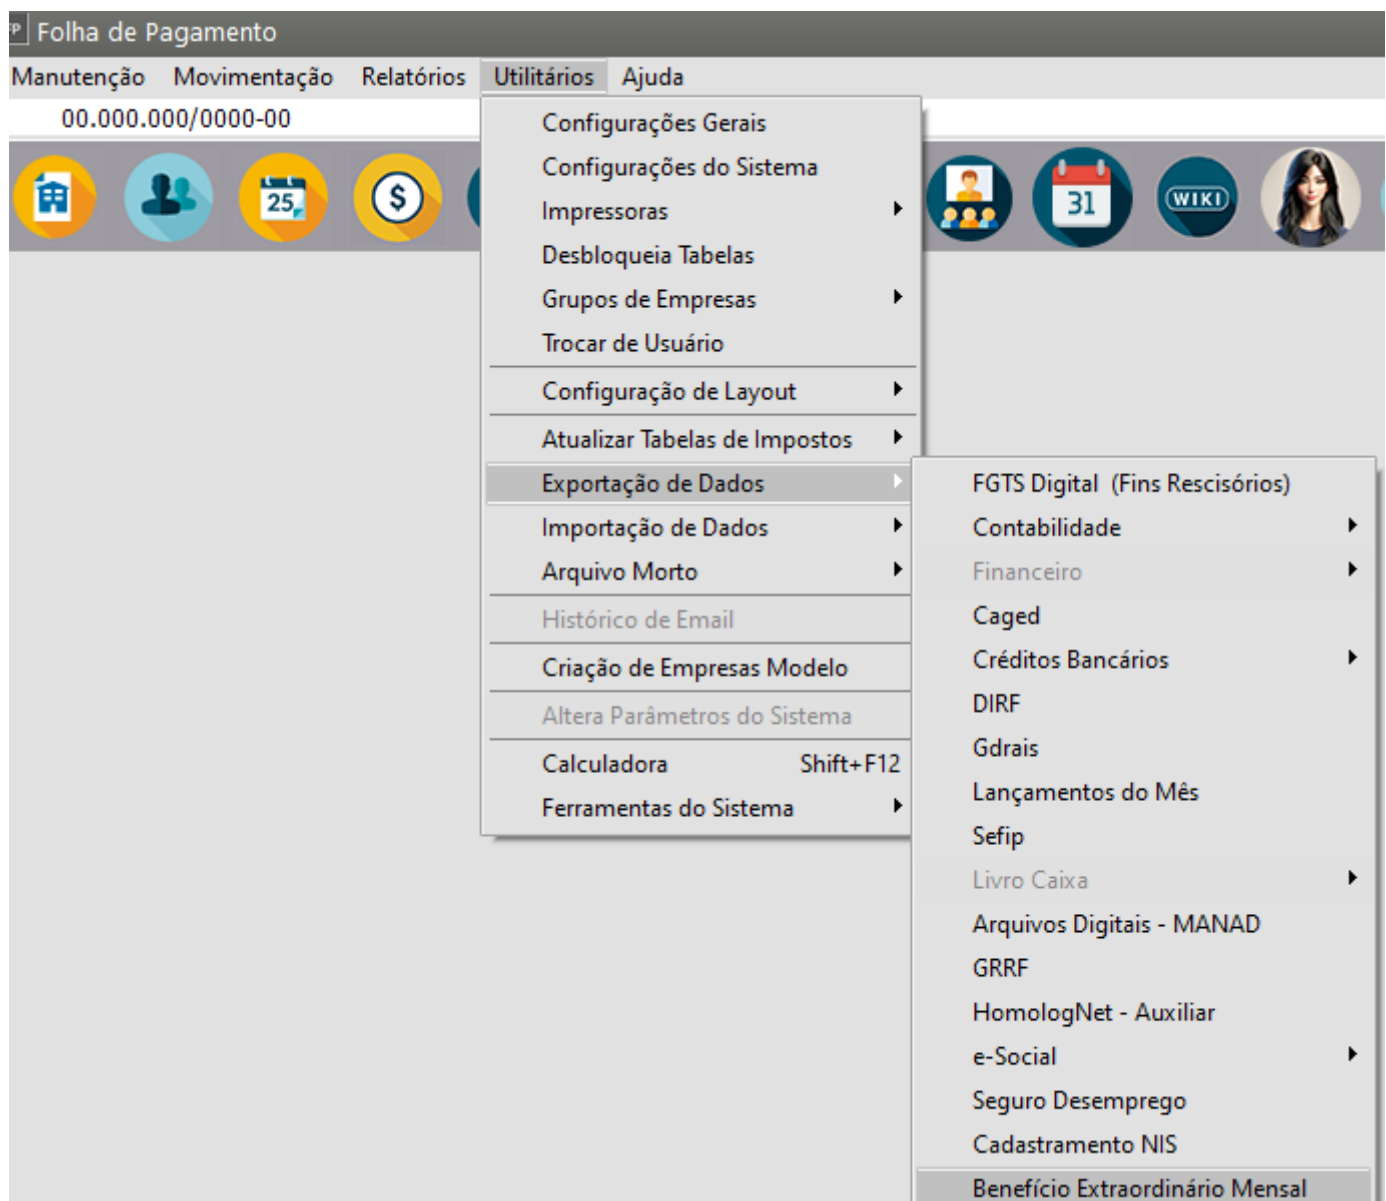 FP Folha de Pagamento
Manutenção Movimentação Relatórios Utilitários Ajuda
00.000.000/0000-00
25
$
31
WIKI
Configurações Gerais
Configurações do Sistema
Impressoras
Desbloqueia Tabelas
Grupos de Empresas
Trocar de Usuário
Configuração de Layout
Atualizar Tabelas de Impostos
Exportação de Dados
Importação de Dados
Arquivo Morto
Histórico de Email
Criação de Empresas Modelo
Altera Parâmetros do Sistema
Calculadora Shift+F12
Ferramentas do Sistema
FGTS Digital (Fins Rescisórios)
Contabilidade
Financeiro
Caged
Créditos Bancários
DIRF
Gdrais
Lançamentos do Mês
Sefip
Livro Caixa
Arquivos Digitais - MANAD
GRRF
HomologNet - Auxiliar
e-Social
Seguro Desemprego
Cadastramento NIS
Benefício Extraordinário Mensal